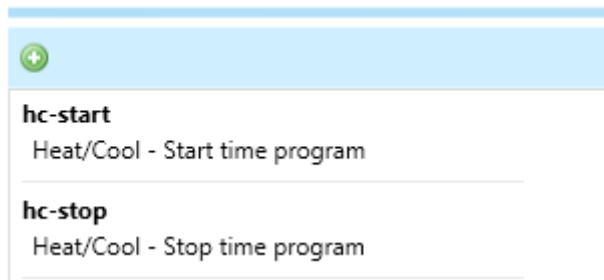 hc-start
Heat/Cool - Start time program
hc-stop
Heat/Cool - Stop time program